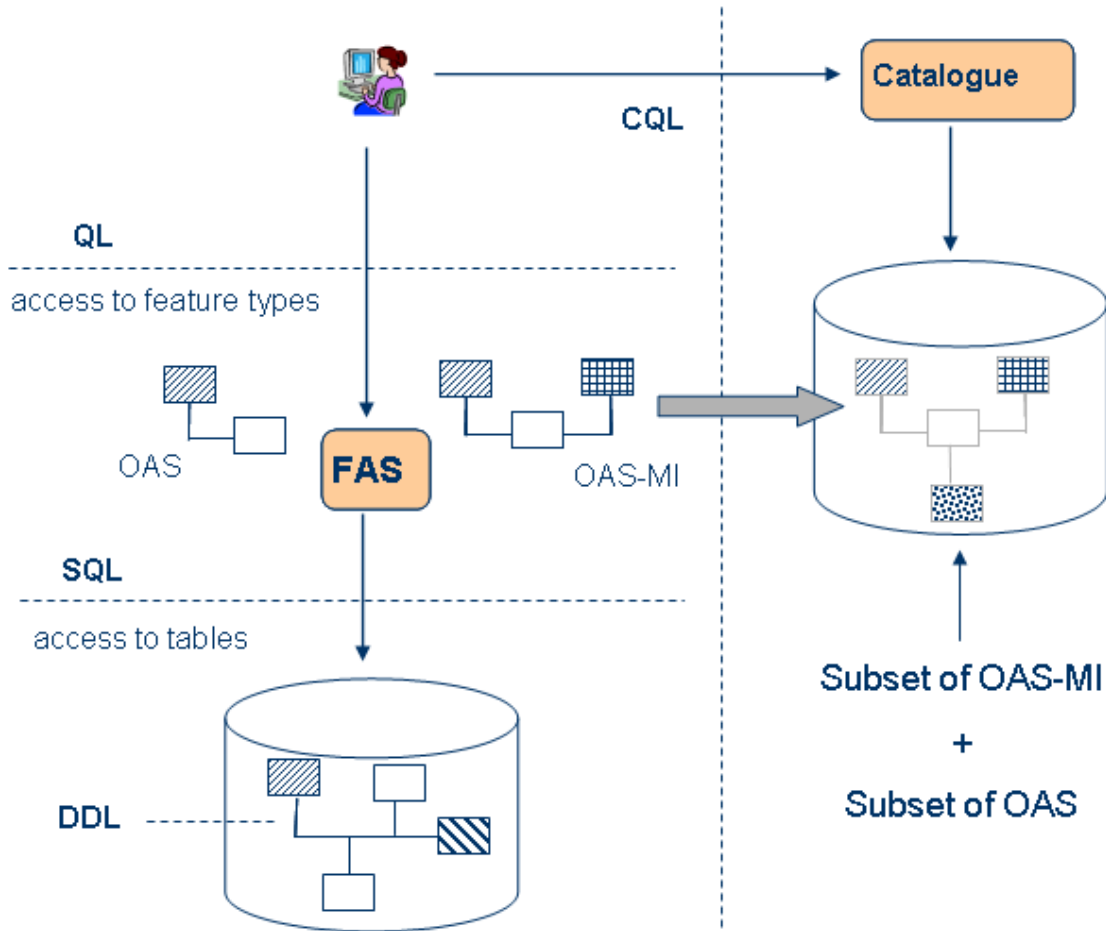 Catalogue
CQL
QL
access to feature types
OAS
FAS
OAS-MI
SQL
access to tables
Subset of OAS-MI
+
Subset of OAS
DDL